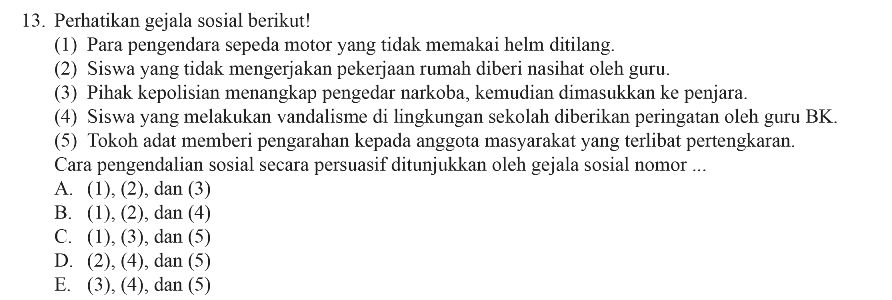 13. Perhatikan gejala sosial berikut!
(1) Para pengendara sepeda motor yang tidak memakai helm ditilang.
(2) Siswa yang tidak mengerjakan pekerjaan rumah diberi nasihat oleh guru.
(3) Pihak kepolisian menangkap pengedar narkoba, kemudian dimasukkan ke penjara.
(4) Siswa yang melakukan vandalisme di lingkungan sekolah diberikan peringatan oleh guru BK.
(5) Tokoh adat memberi pengarahan kepada anggota masyarakat yang terlibat pertengkaran.
Cara pengendalian sosial secara persuasif ditunjukkan oleh gejala sosial nomor ...
A. (1), (2), dan (3)
B. (1), (2), dan (4)
C. (1), (3), dan (5)
D. (2), (4), dan (5)
E. (3), (4), dan (5)